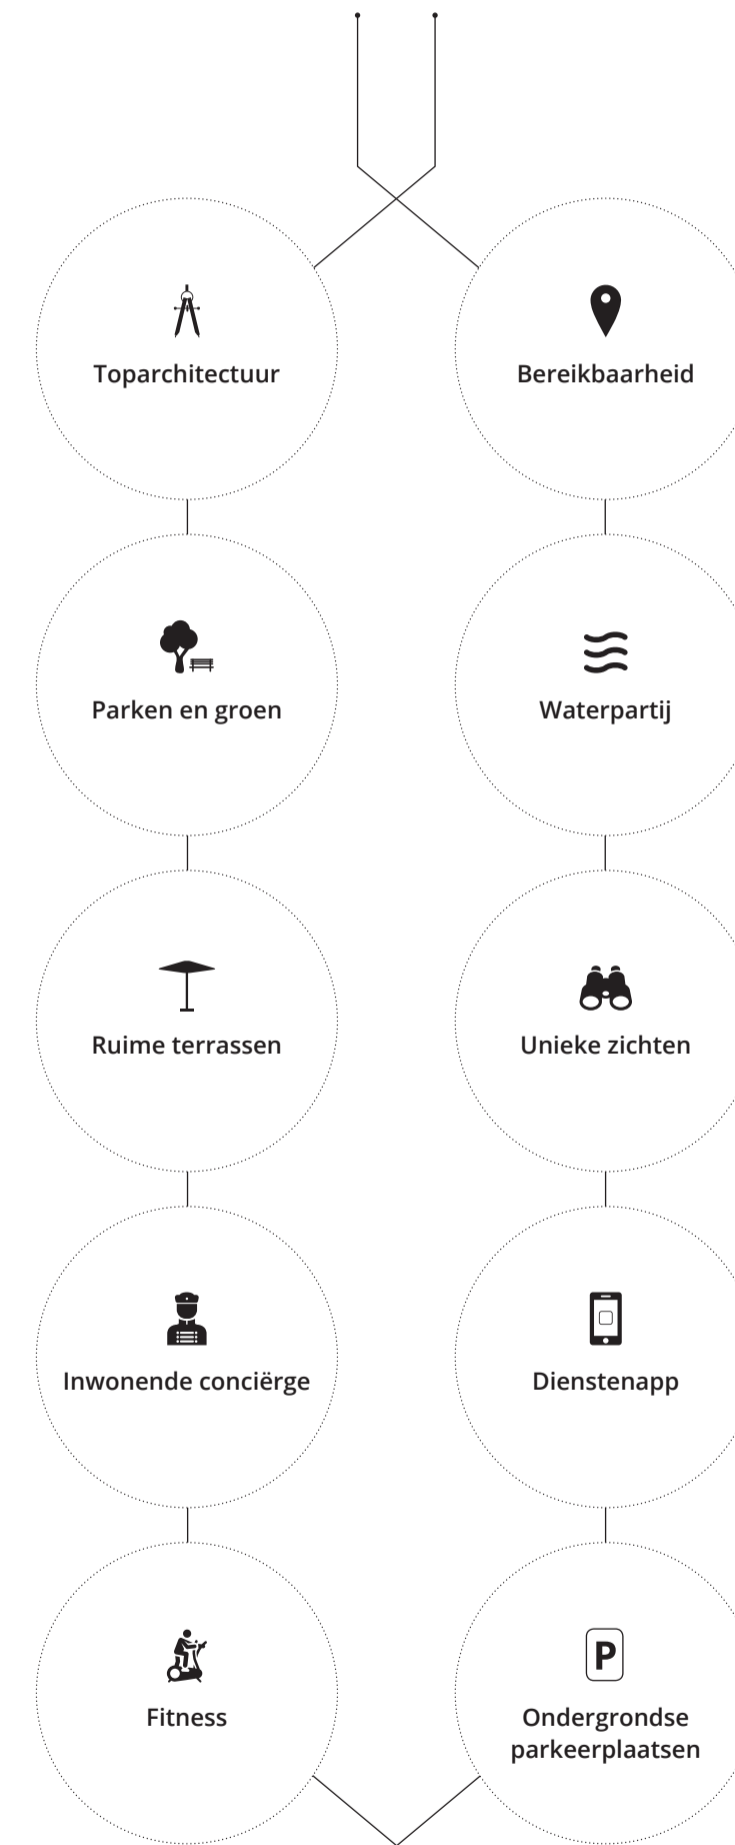 Toparchitectuur
Bereikbaarheid
Parken en groen
Waterpartij
Ruime terrassen
Unieke zichten
Inwonende conciërge
Dienstenapp
Fitness
P
Ondergrondse
parkeerplaatsen